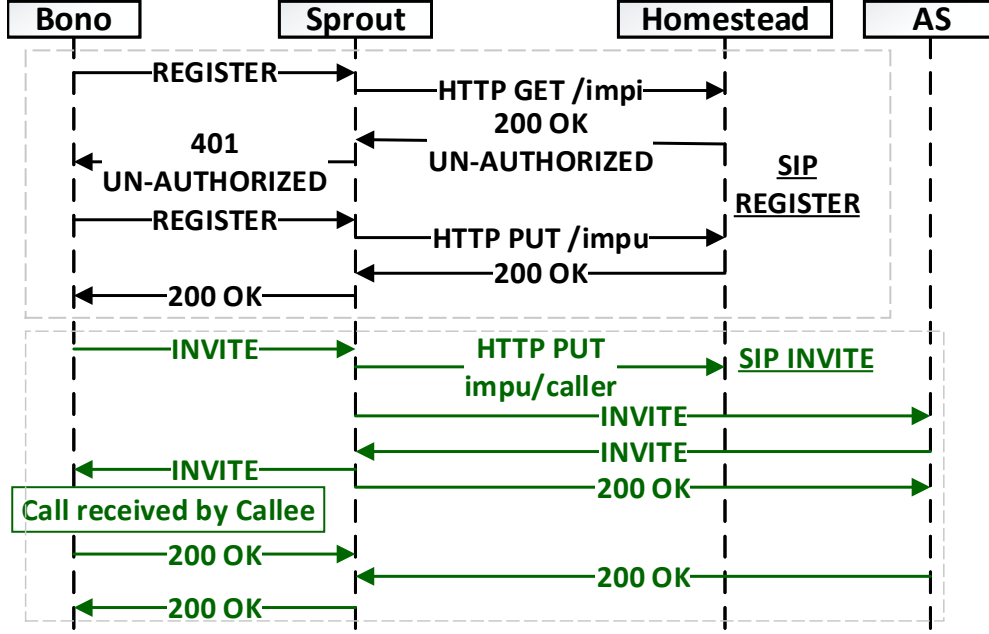 Bono
Sprout
Homestead
AS
REGISTER
HTTP GET /impi
200 OK
UN-AUTHORIZED
401
UN-AUTHORIZED
SIP
REGISTER
REGISTER
HTTP PUT /impu
200 OK
200 OK
INVITE
HTTP PUT
impu/caller
SIP INVITE
INVITE
INVITE
INVITE
200 OK
Call received by Callee
200 OK
200 OK
200 OK